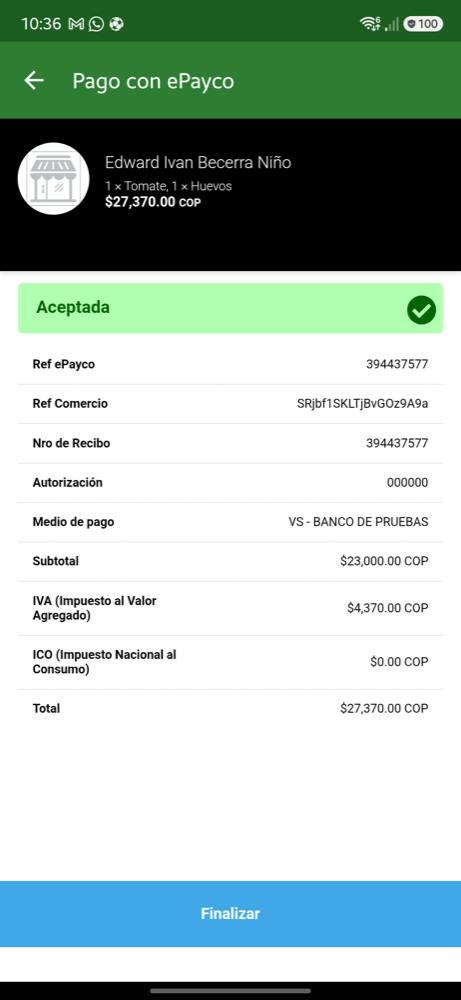 10:36
100
Pago con ePayco
Edward Ivan Becerra Niño
1 × Tomate, 1 × Huevos
$27,370.00 COP
Aceptada
Ref ePayco 394437577
Ref Comercio SRjbf1SKLTjBvGOz9A9a
Nro de Recibo 394437577
Autorización 000000
Medio de pago VS - BANCO DE PRUEBAS
Subtotal $23,000.00 COP
IVA (Impuesto al Valor
Agregado) $4,370.00 COP
ICO (Impuesto Nacional al
Consumo) $0.00 COP
Total $27,370.00 COP
Finalizar